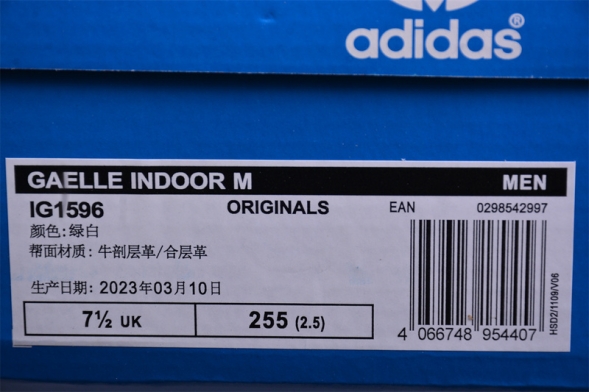 adidas®
GAELLE INDOOR M MEN
IG1596 ORIGINALS EAN 0298542997
颜色:绿白
帮面材质: 牛剖层革/合层革
生产日期: 2023年03月10日
7½ UK 255 (2.5)
4 066748 954407
HSD2/1109/V06